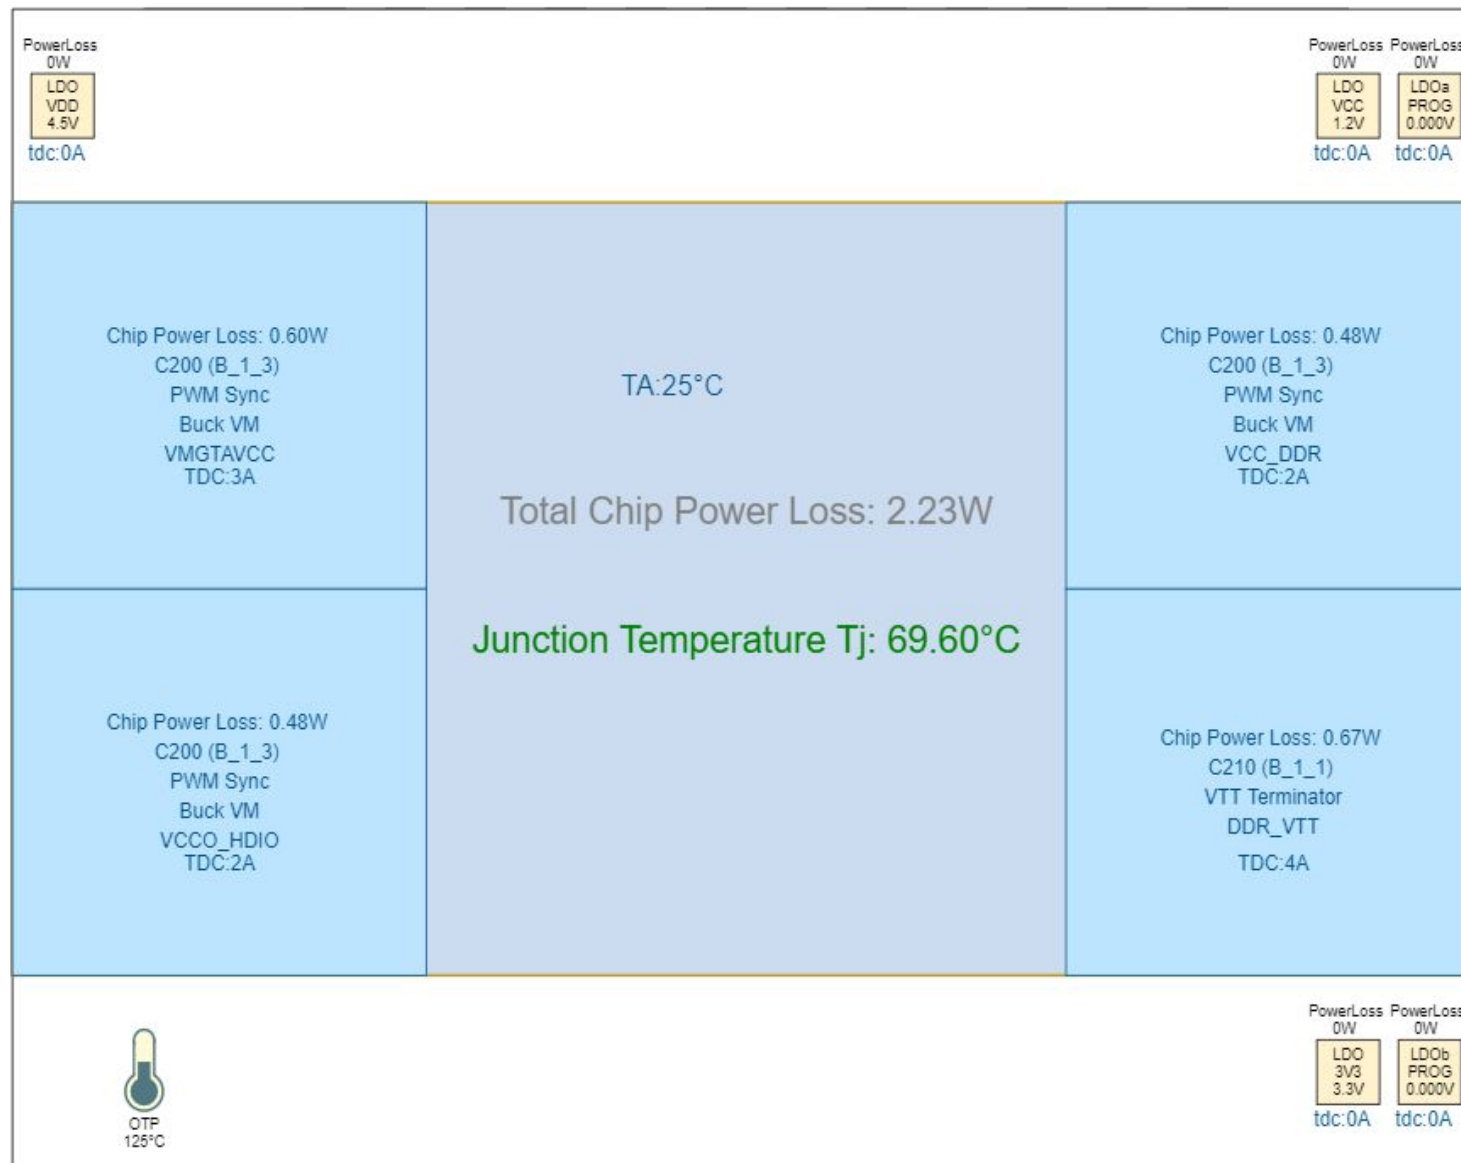 PowerLoss
0W
LDO
VDD
4.5V
tdc:0A
PowerLoss
0W
LDO
VCC
1.2V
tdc:0A
PowerLoss
0W
LDOa
PROG
0.000V
tdc:0A
Chip Power Loss: 0.60W
C200 (B_1_3)
PWM Sync
Buck VM
VMGTAVCC
TDC:3A
TA:25°C
Total Chip Power Loss: 2.23W
Junction Temperature Tj: 69.60°C
Chip Power Loss: 0.48W
C200 (B_1_3)
PWM Sync
Buck VM
VCC_DDR
TDC:2A
Chip Power Loss: 0.48W
C200 (B_1_3)
PWM Sync
Buck VM
VCCO_HDIO
TDC:2A
Chip Power Loss: 0.67W
C210 (B_1_1)
VTT Terminator
DDR_VTT
TDC:4A
OTP
125°C
PowerLoss
0W
LDO
3V3
3.3V
tdc:0A
PowerLoss
0W
LDOb
PROG
0.000V
tdc:0A